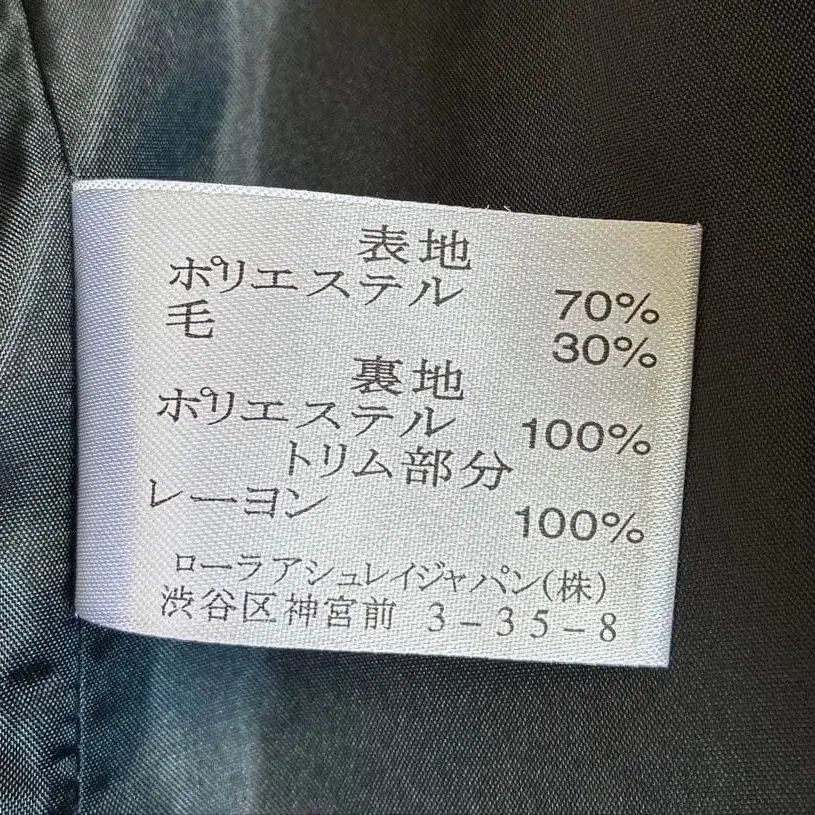 表地
ポリエステル 70%
毛 30%
裏地
ポリエステル 100%
トリム部分
レーヨン 100%
ローラアシュレイジャパン(株)
渋谷区神宮前 3-35-8